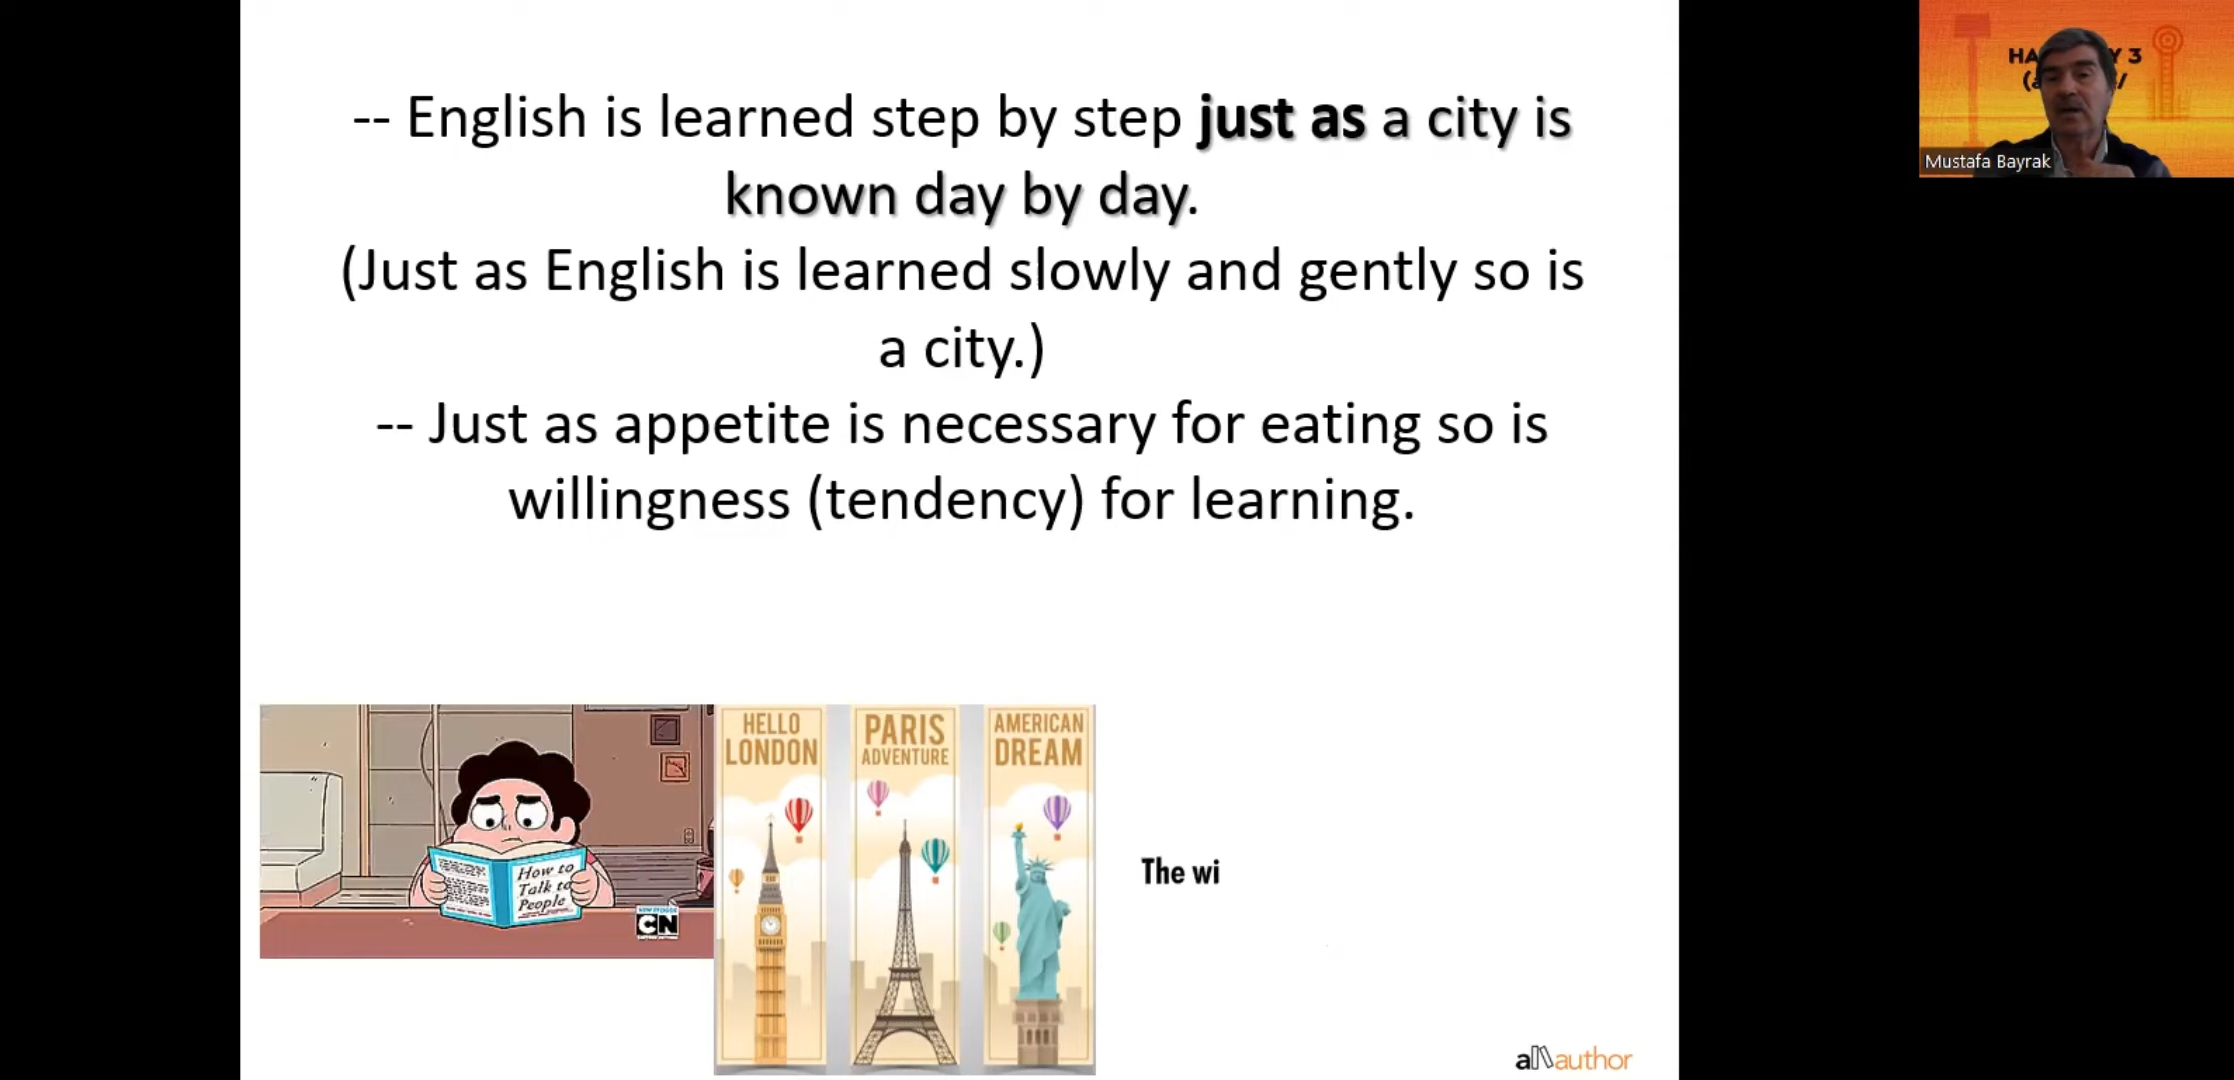 -- English is learned step by step just as a city is
known day by day.
(Just as English is learned slowly and gently so is
a city.)
-- Just as appetite is necessary for eating so is
willingness (tendency) for learning.
Mustafa Bayrak
HELLO
LONDON
PARIS
ADVENTURE
AMERICAN
DREAM
How to
Talk to
People
CN
The wi
allauthor